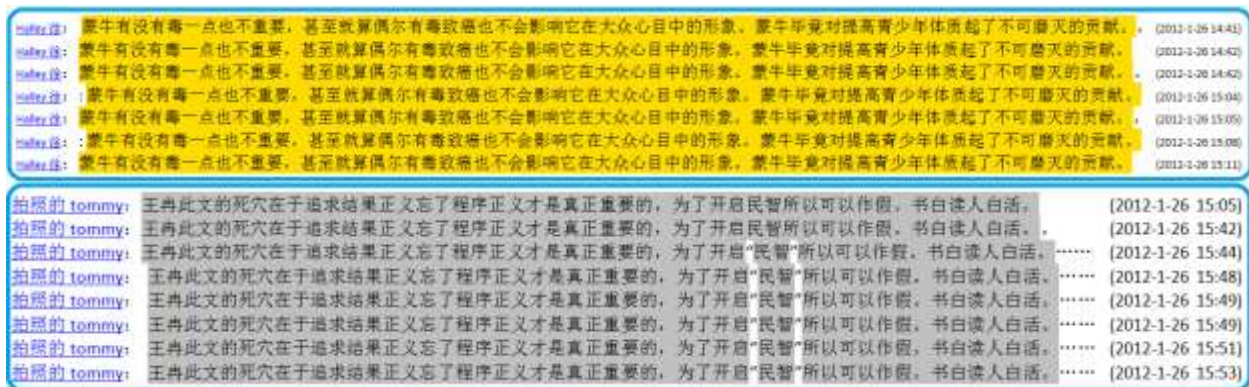 Halley 徐: 蒙牛有没有毒一点也不重要，甚至就算偶尔有毒致癌也不会影响它在大众心目中的形象。蒙牛毕竟对提高青少年体质起了不可磨灭的贡献。。 (2012-1-26 14:41)
Halley 徐: 蒙牛有没有毒一点也不重要，甚至就算偶尔有毒致癌也不会影响它在大众心目中的形象。蒙牛毕竟对提高青少年体质起了不可磨灭的贡献。 (2012-1-26 14:42)
Halley 徐: 蒙牛有没有毒一点也不重要，甚至就算偶尔有毒致癌也不会影响它在大众心目中的形象。蒙牛毕竟对提高青少年体质起了不可磨灭的贡献。。 (2012-1-26 14:42)
Halley 徐: :蒙牛有没有毒一点也不重要，甚至就算偶尔有毒致癌也不会影响它在大众心目中的形象。蒙牛毕竟对提高青少年体质起了不可磨灭的贡献。 (2012-1-26 15:04)
Halley 徐: 蒙牛有没有毒一点也不重要，甚至就算偶尔有毒致癌也不会影响它在大众心目中的形象。蒙牛毕竟对提高青少年体质起了不可磨灭的贡献。， (2012-1-26 15:05)
Halley 徐: :蒙牛有没有毒一点也不重要，甚至就算偶尔有毒致癌也不会影响它在大众心目中的形象。蒙牛毕竟对提高青少年体质起了不可磨灭的贡献。 (2012-1-26 15:08)
Halley 徐: 蒙牛有没有毒一点也不重要，甚至就算偶尔有毒致癌也不会影响它在大众心目中的形象。蒙牛毕竟对提高青少年体质起了不可磨灭的贡献。 (2012-1-26 15:11)
拍照的 tommy: 王冉此文的死穴在于追求结果正义忘了程序正义才是真正重要的，为了开启民智所以可以作假。书白读人白活。 (2012-1-26 15:05)
拍照的 tommy: 王冉此文的死穴在于追求结果正义忘了程序正义才是真正重要的，为了开启民智所以可以作假。书白读人白活。。 (2012-1-26 15:42)
拍照的 tommy: 王冉此文的死穴在于追求结果正义忘了程序正义才是真正重要的，为了开启"民智"所以可以作假。书白读人白活。…… (2012-1-26 15:44)
拍照的 tommy: 王冉此文的死穴在于追求结果正义忘了程序正义才是真正重要的，为了开启"民智"所以可以作假。书白读人白活。…… (2012-1-26 15:48)
拍照的 tommy: 王冉此文的死穴在于追求结果正义忘了程序正义才是真正重要的，为了开启"民智"所以可以作假。书白读人白活。…… (2012-1-26 15:49)
拍照的 tommy: 王冉此文的死穴在于追求结果正义忘了程序正义才是真正重要的，为了开启"民智"所以可以作假。书白读人白活。…… (2012-1-26 15:49)
拍照的 tommy: 王冉此文的死穴在于追求结果正义忘了程序正义才是真正重要的，为了开启"民智"所以可以作假。书白读人白活。…… (2012-1-26 15:51)
拍照的 tommy: 王冉此文的死穴在于追求结果正义忘了程序正义才是真正重要的，为了开启"民智"所以可以作假。书白读人白活。…… (2012-1-26 15:53)